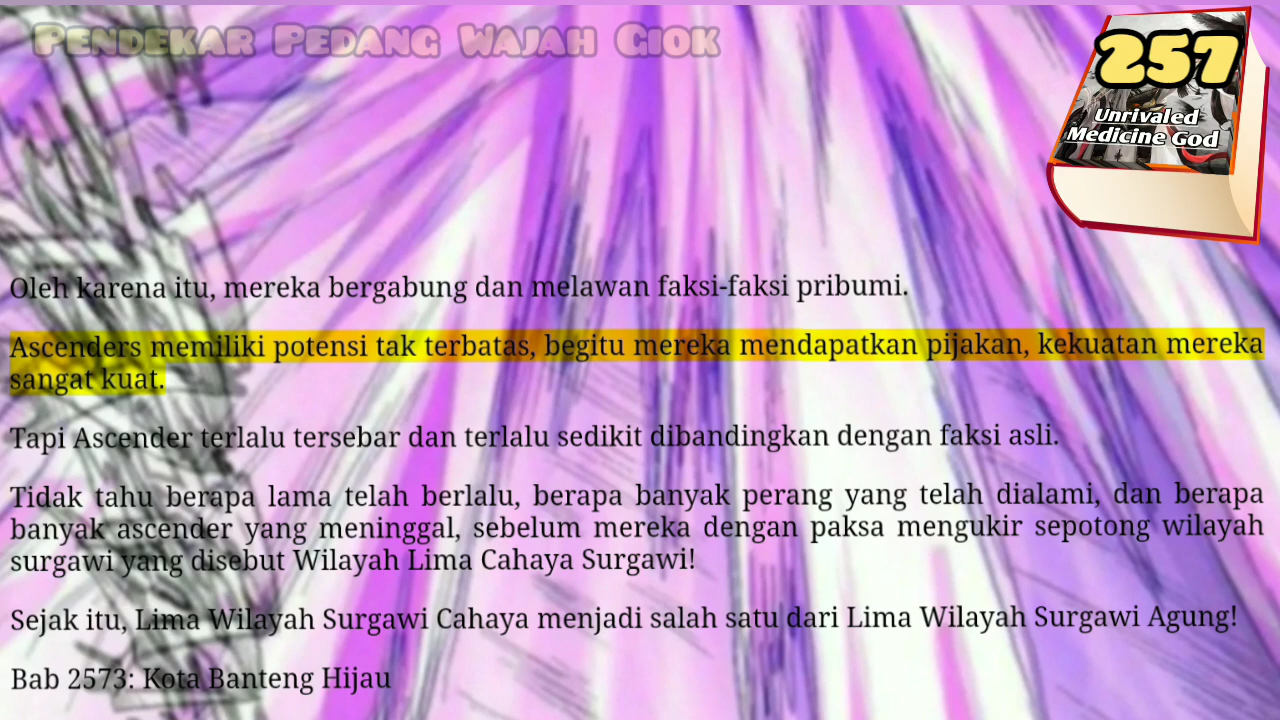 Pendekar Pedang Wajah Giok
257
Unrivaled
Medicine God
Oleh karena itu, mereka bergabung dan melawan faksi-faksi pribumi.
Ascenders memiliki potensi tak terbatas, begitu mereka mendapatkan pijakan, kekuatan mereka
sangat kuat.
Tapi Ascender terlalu tersebar dan terlalu sedikit dibandingkan dengan faksi asli.
Tidak tahu berapa lama telah berlalu, berapa banyak perang yang telah dialami, dan berapa
banyak ascender yang meninggal, sebelum mereka dengan paksa mengukir sepotong wilayah
surgawi yang disebut Wilayah Lima Cahaya Surgawi!
Sejak itu, Lima Wilayah Surgawi Cahaya menjadi salah satu dari Lima Wilayah Surgawi Agung!
Bab 2573: Kota Banteng Hijau